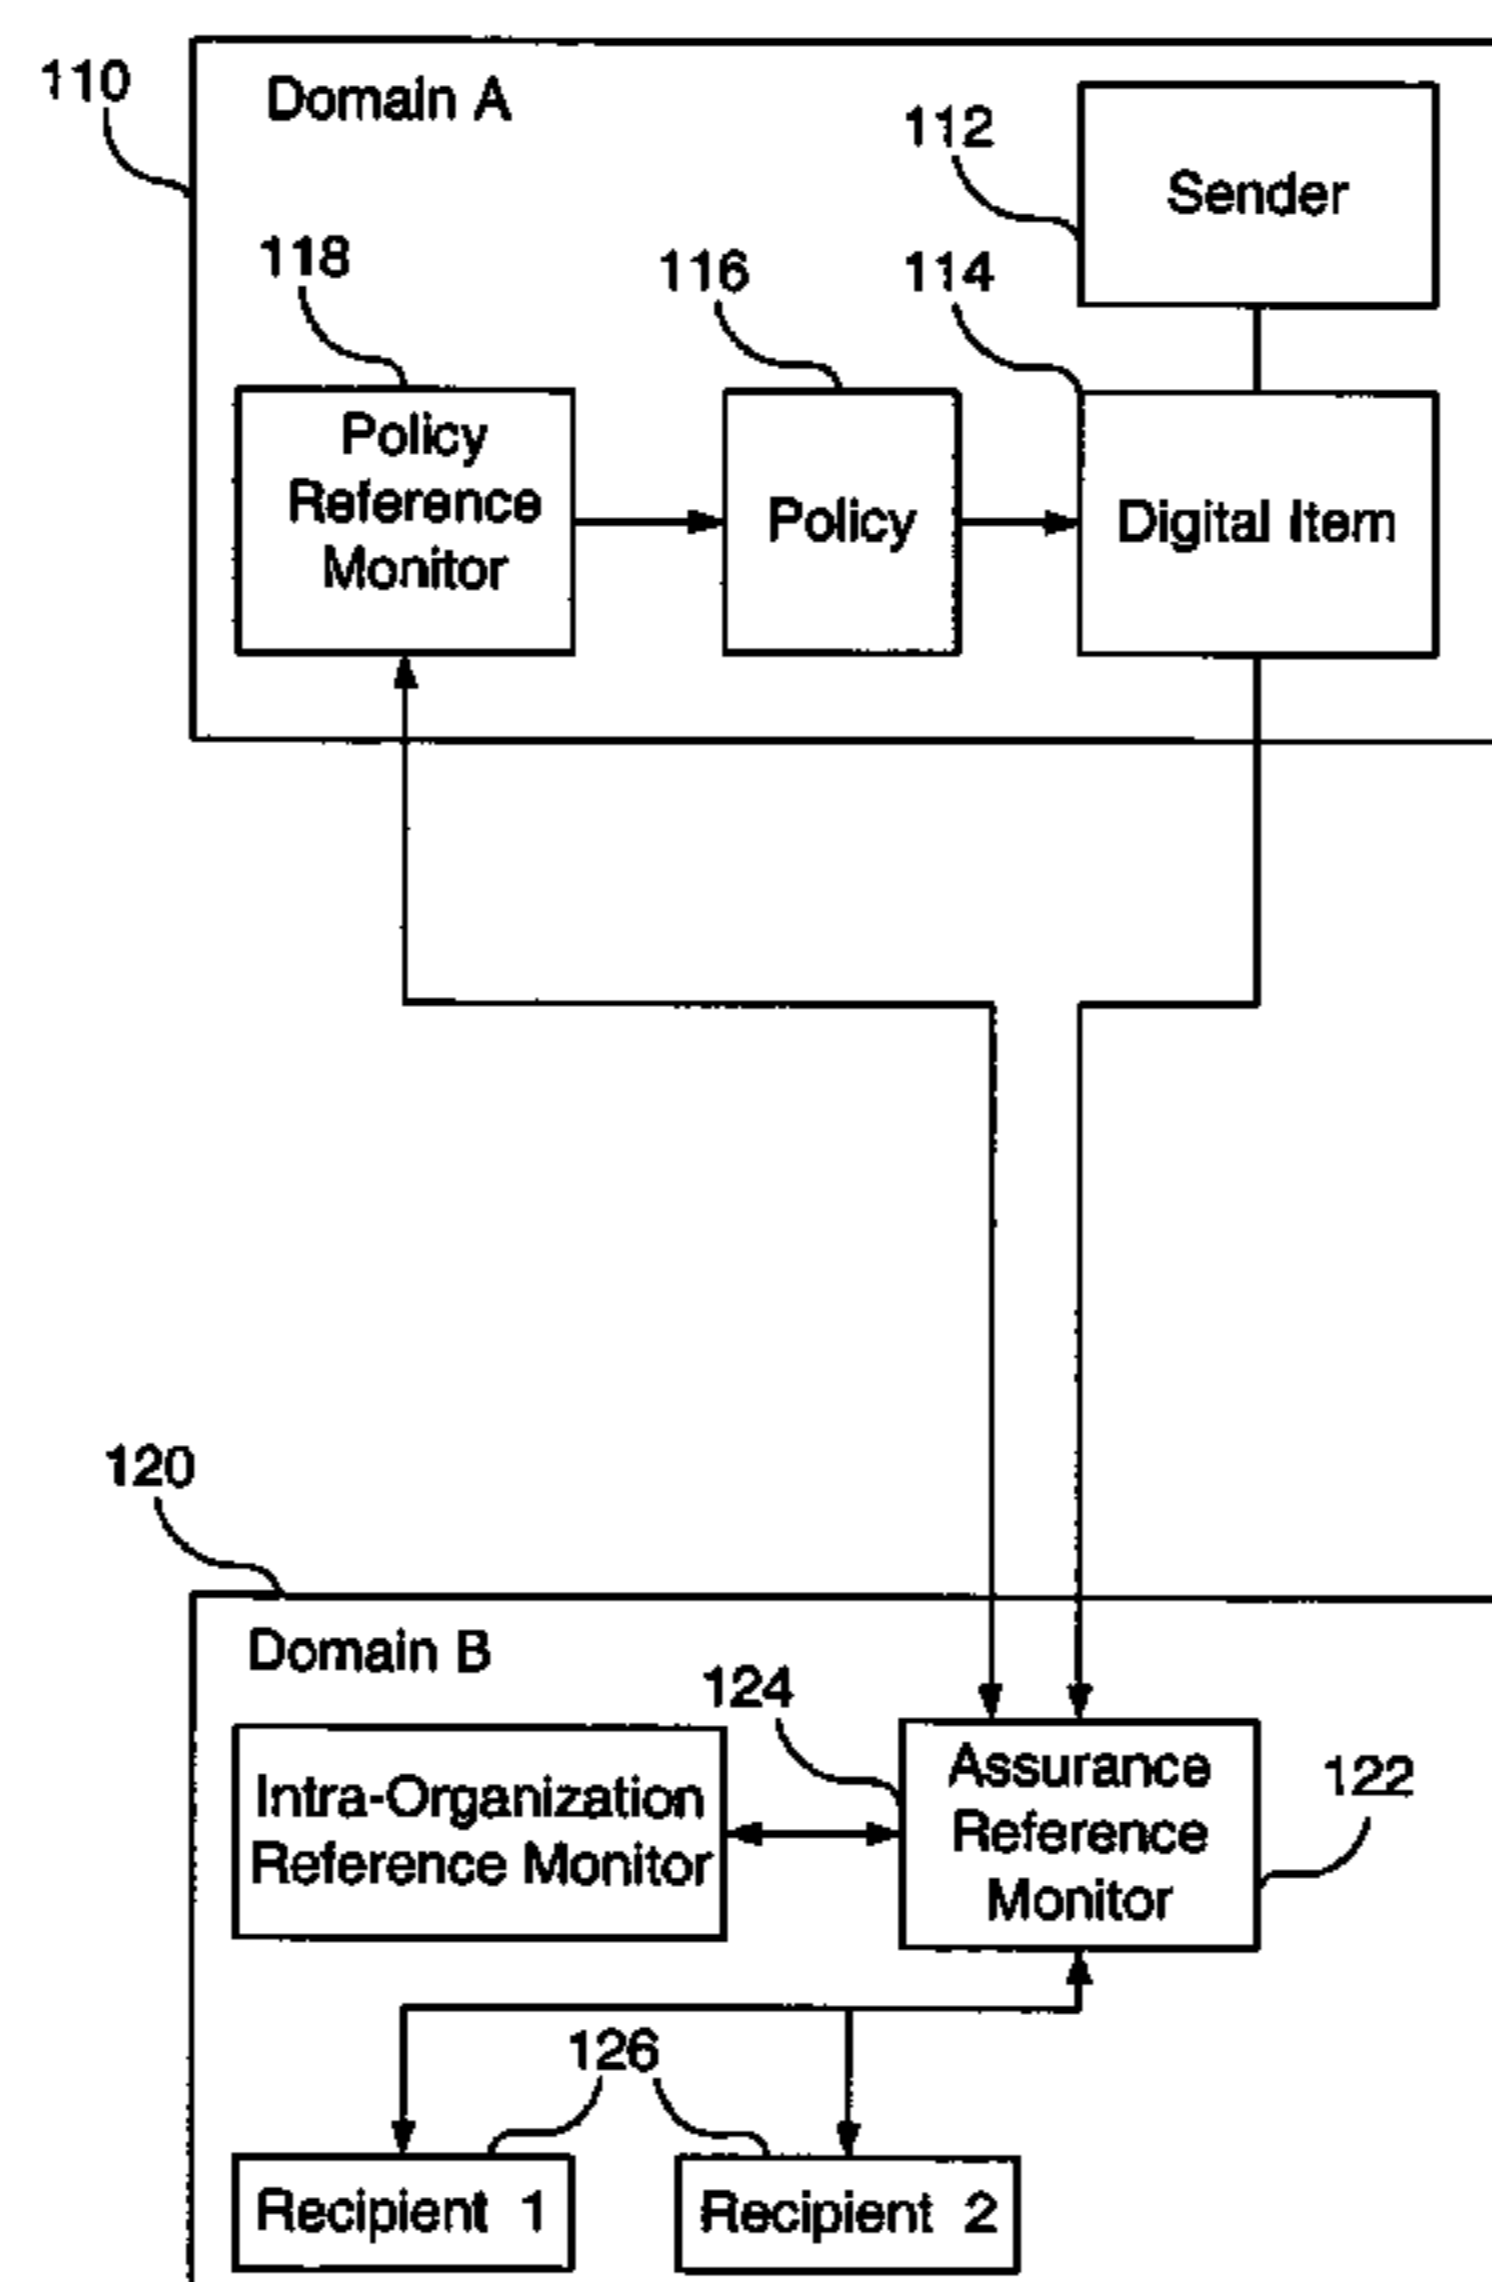 110
Domain A
112
Sender
118
116
114
Policy
Reference
Monitor
Policy
Digital Item
120
Domain B
124
Intra-Organization
Reference Monitor
Assurance
Reference
Monitor
122
126
Recipient 1
Recipient 2